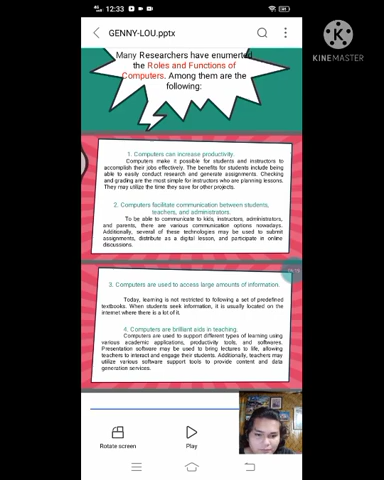 12:33
GENNY-LOU.pptx
KINEMASTER
Many Researchers have enumerted
the Roles and Functions of
Computers. Among them are the
following:
1. Computers can increase productivity.
Computers make it possible for students and instructors to
accomplish their jobs effectively. The benefits for students include being
able to easily conduct research and generate assignments. Checking
and grading are the most simple for instructors who are planning lessons.
They may utilize the time they save for other projects.
2. Computers facilitate communication between students,
teachers, and administrators.
To be able to communicate to kids, instructors, administrators,
and parents, there are various communication options nowadays.
Additionally, several of these technologies may be used to submit
assignments, distribute as a digital lesson, and participate in online
discussions.
3. Computers are used to access large amounts of information.
Today, learning is not restricted to following a set of predefined
textbooks. When students seek information, it is usually located on the
internet where there is a lot of it.
4. Computers are brilliant aids in teaching.
Computers are used to support different types of learning using
various academic applications, productivity tools, and softwares.
Presentation software may be used to bring lectures to life, allowing
teachers to interact and engage their students. Additionally, teachers may
utilize various software support tools to provide content and data
generation services.
Rotate screen
Play